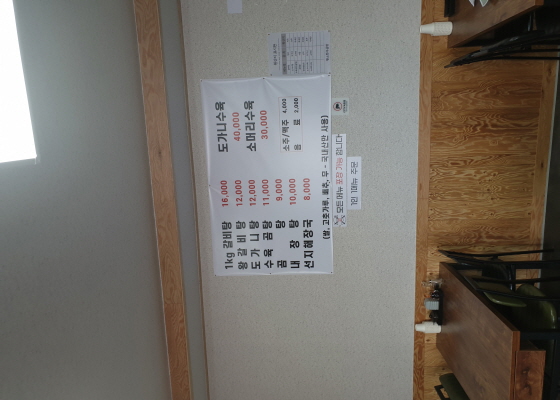 1kg 갈비탕 16,000
왕갈비탕 12,000
도가니탕 12,000
수육곰탕 11,000
곰탕 9,000
내장탕 10,000
선지해장국 8,000
도가니수육
40,000
소머리수육
30,000
소주/맥주 4,000
음료 2,000
(쌀, 고춧가루, 배추, 무 - 국내산만 사용)
모든메뉴 포장 가능 합니다
1인 1메뉴 주문